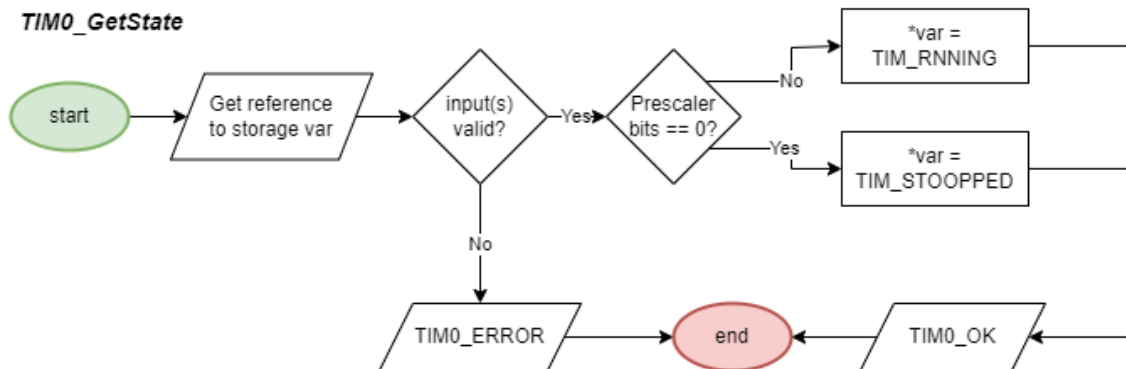 TIM0_GetState
start
Get reference
to storage var
input(s)
valid?
Yes
Prescaler
bits == 0?
No
*var =
TIM_RNNING
Yes
*var =
TIM_STOOPPED
No
TIM0_ERROR
end
TIM0_OK